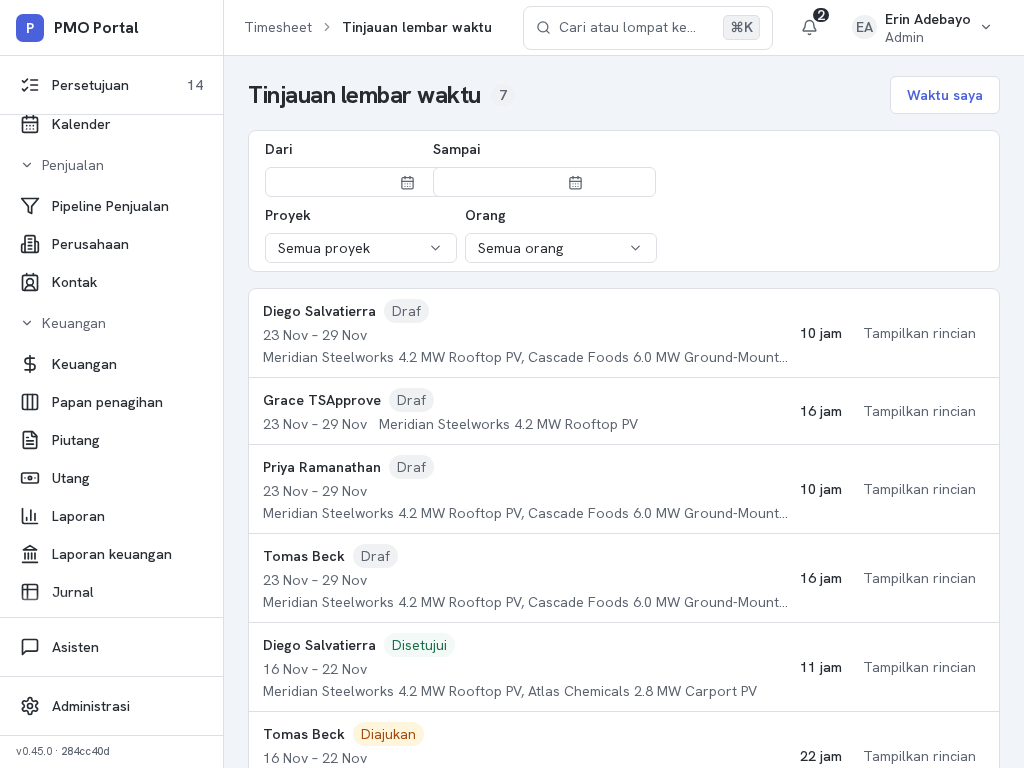 P PMO Portal
Timesheet
Tinjauan lembar waktu
Cari atau lompat ke...
⌘K
2
EA
Erin Adebayo
Admin
Persetujuan 14
Kalender
Penjualan
Pipeline Penjualan
Perusahaan
Kontak
Keuangan
Keuangan
Papan penagihan
Piutang
Utang
Laporan
Laporan keuangan
Jurnal
Asisten
Administrasi
v0.45.0 · 284cc40d
Tinjauan lembar waktu 7
Waktu saya
Dari Sampai
Proyek Orang
Semua proyek Semua orang
Diego Salvatierra Draf
23 Nov – 29 Nov
Meridian Steelworks 4.2 MW Rooftop PV, Cascade Foods 6.0 MW Ground-Mount...
10 jam Tampilkan rincian
Grace TSApprove Draf
23 Nov – 29 Nov Meridian Steelworks 4.2 MW Rooftop PV
16 jam Tampilkan rincian
Priya Ramanathan Draf
23 Nov – 29 Nov
Meridian Steelworks 4.2 MW Rooftop PV, Cascade Foods 6.0 MW Ground-Mount...
10 jam Tampilkan rincian
Tomas Beck Draf
23 Nov – 29 Nov
Meridian Steelworks 4.2 MW Rooftop PV, Cascade Foods 6.0 MW Ground-Mount...
16 jam Tampilkan rincian
Diego Salvatierra Disetujui
16 Nov – 22 Nov
Meridian Steelworks 4.2 MW Rooftop PV, Atlas Chemicals 2.8 MW Carport PV
11 jam Tampilkan rincian
Tomas Beck Diajukan
16 Nov – 22 Nov
22 jam Tampilkan rincian